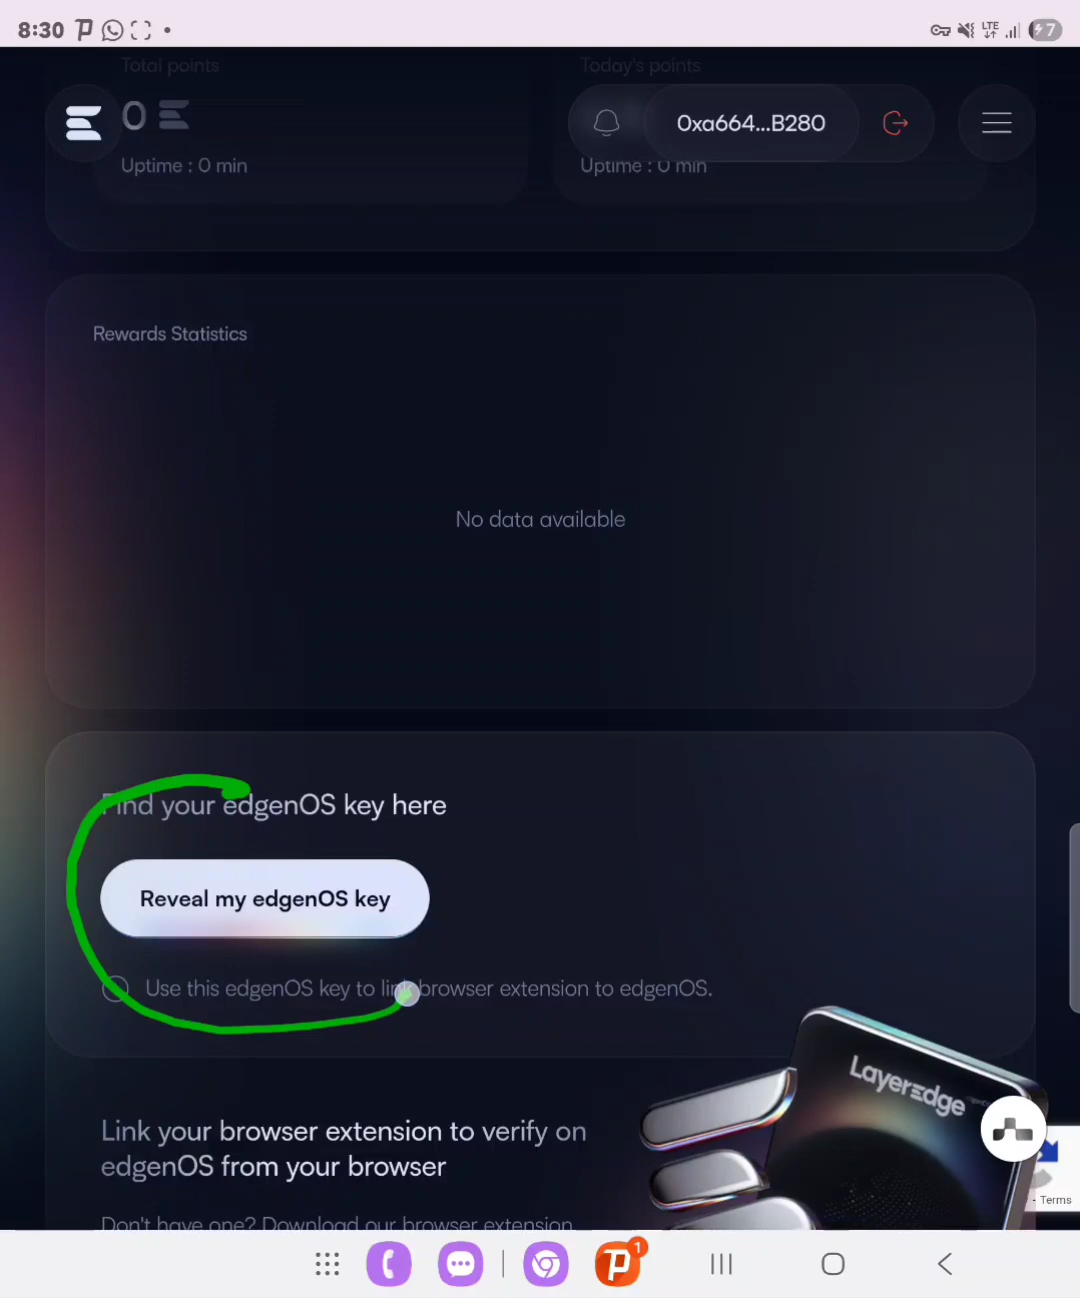 8:30
LTE
7
Total points
Today's points
0
0xa664...B280
Uptime : 0 min
Uptime : 0 min
Rewards Statistics
No data available
Find your edgenOS key here
Reveal my edgenOS key
Use this edgenOS key to link browser extension to edgenOS.
LayerEdge
Link your browser extension to verify on
edgenOS from your browser
- Terms
Don't have one? Download our browser extension
1